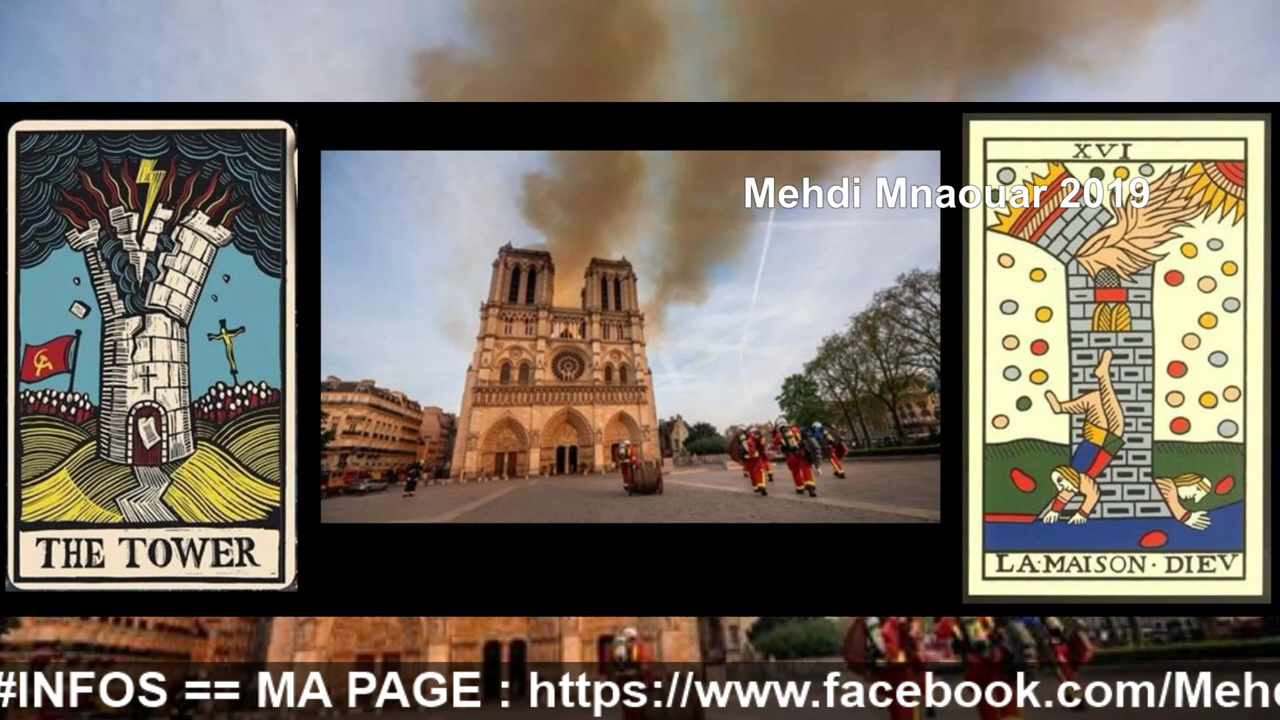 Mehdi Mnaouar 2019
XVI
THE TOWER
LA·MAISON·DIEV
#INFOS == MA PAGE : https://www.facebook.com/Meh